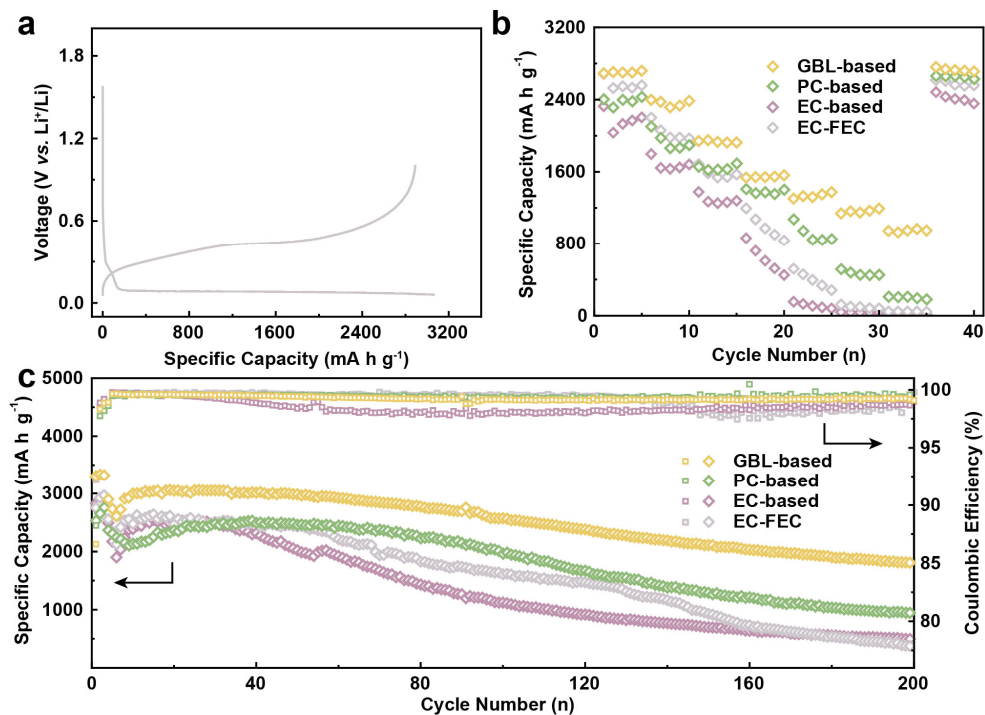 a
Voltage (V vs. Li⁺/Li)
1.8
1.2
0.6
0.0
0 800 1600 2400 3200
Specific Capacity (mA h g⁻¹)
b
Specific Capacity (mA h g⁻¹)
3200
2400
1600
800
0
GBL-based
PC-based
EC-based
EC-FEC
0 10 20 30 40
Cycle Number (n)
c
Specific Capacity (mA h g⁻¹)
5000
4000
3000
2000
1000
GBL-based
PC-based
EC-based
EC-FEC
100
95
90
85
80
Coulombic Efficiency (%)
0 40 80 120 160 200
Cycle Number (n)